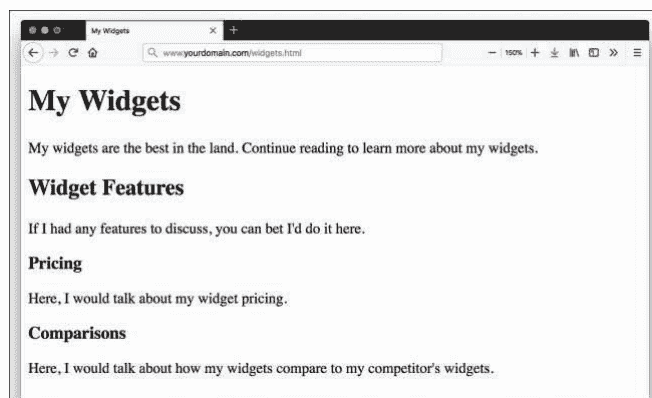 My Widgets
www.yourdomain.com/widgets.html
150%
My Widgets
My widgets are the best in the land. Continue reading to learn more about my widgets.
Widget Features
If I had any features to discuss, you can bet I'd do it here.
Pricing
Here, I would talk about my widget pricing.
Comparisons
Here, I would talk about how my widgets compare to my competitor's widgets.